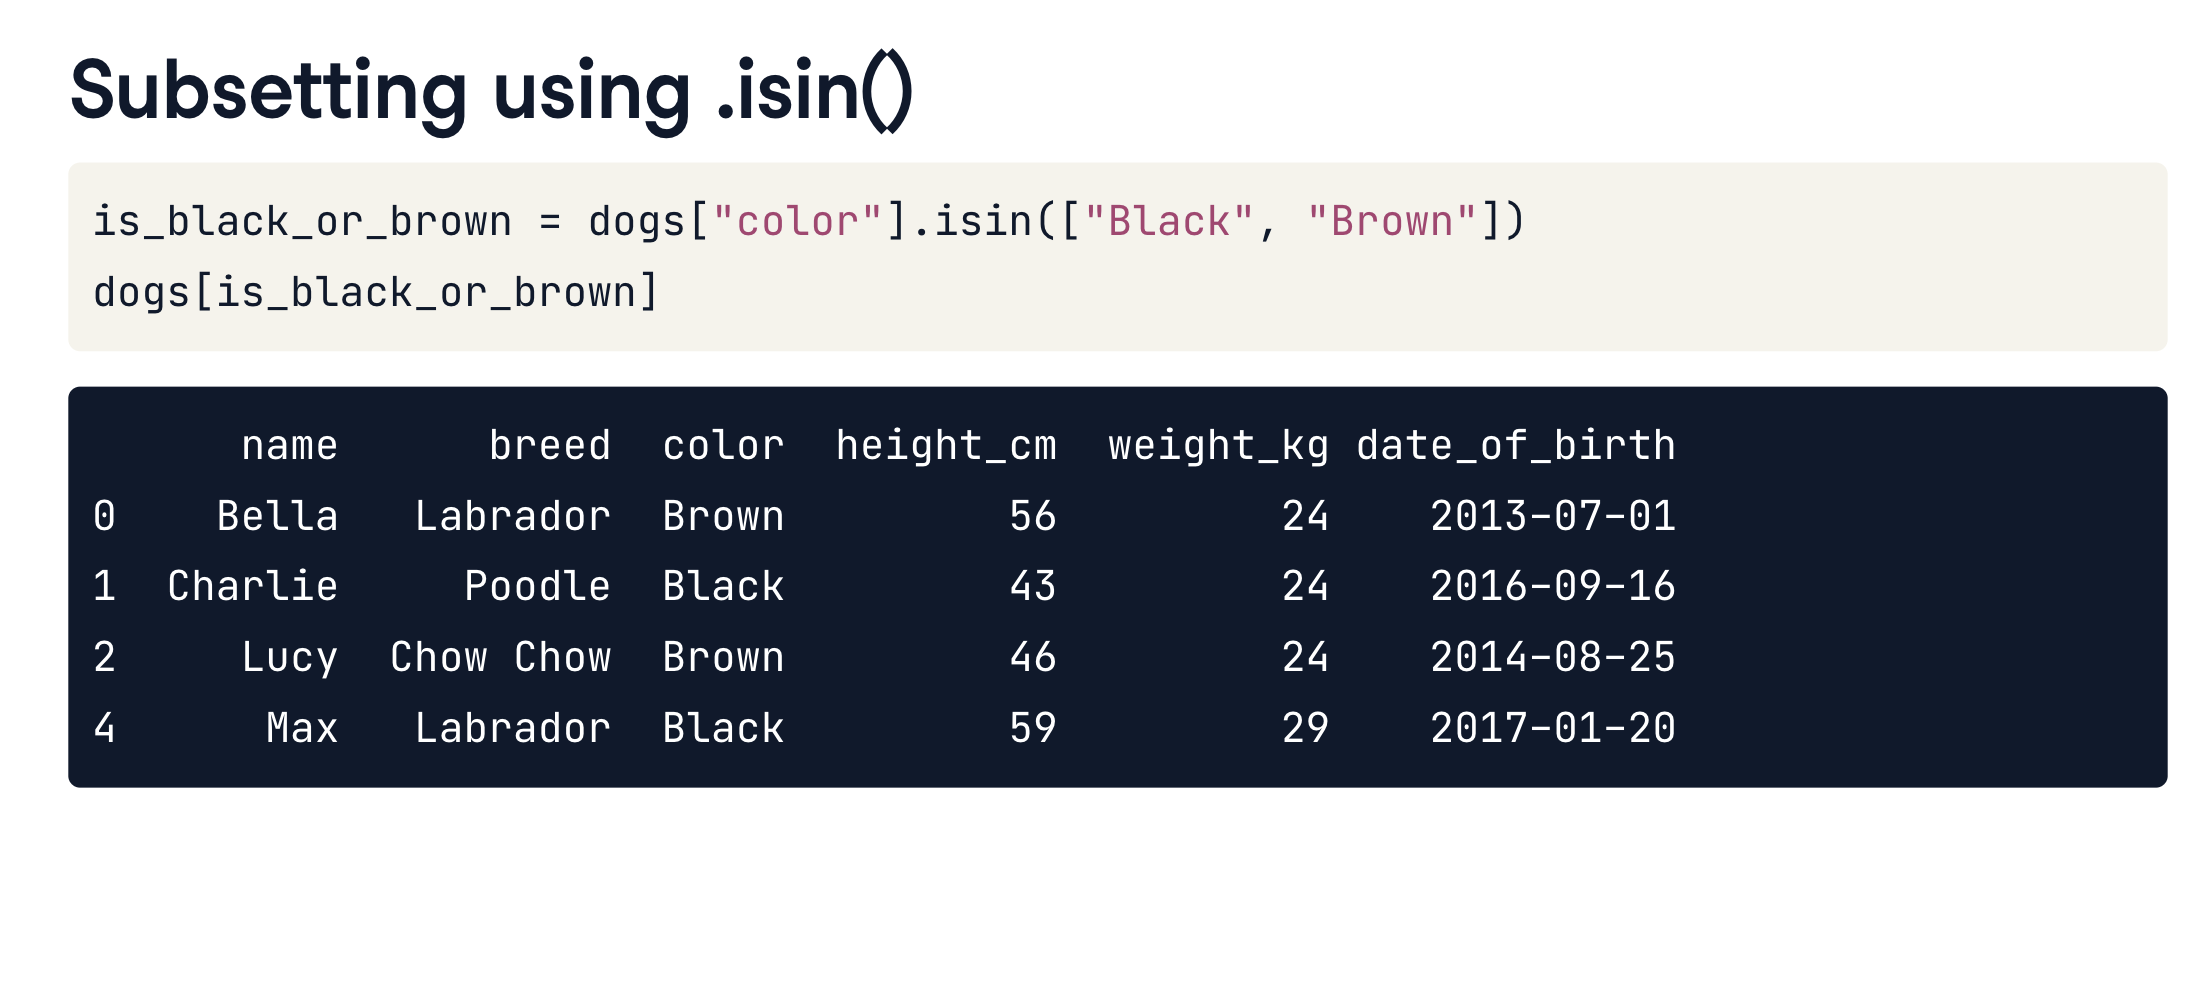 Subsetting using .isin()
is_black_or_brown = dogs["color"].isin(["Black", "Brown"])
dogs[is_black_or_brown]
name breed color height_cm weight_kg date_of_birth
0 Bella Labrador Brown 56 24 2013-07-01
1 Charlie Poodle Black 43 24 2016-09-16
2 Lucy Chow Chow Brown 46 24 2014-08-25
4 Max Labrador Black 59 29 2017-01-20